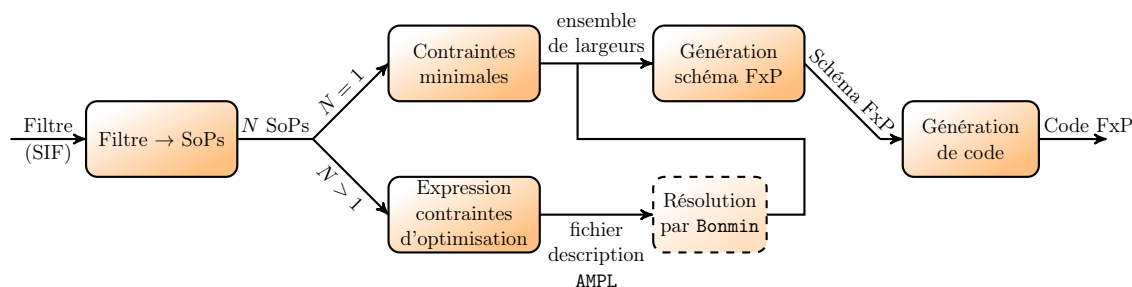 Filtre
(SIF)
Filtre → SoPs
N SoPs
N = 1
N > 1
Contraintes
minimales
ensemble
de largeurs
Génération
schéma FxP
Schéma FxP
Génération
de code
Code FxP
Expression
contraintes
d'optimisation
fichier
description
AMPL
Résolution
par Bonmin